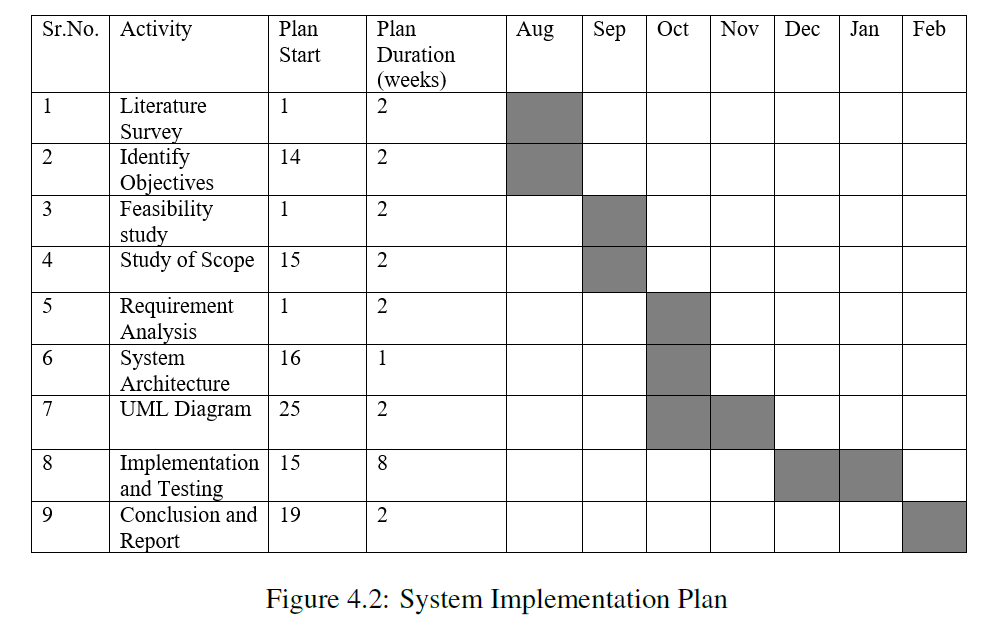 Sr.No. Activity Plan Start Plan Duration (weeks) Aug Sep Oct Nov Dec Jan Feb
1 Literature Survey 1 2
2 Identify Objectives 14 2
3 Feasibility study 1 2
4 Study of Scope 15 2
5 Requirement Analysis 1 2
6 System Architecture 16 1
7 UML Diagram 25 2
8 Implementation and Testing 15 8
9 Conclusion and Report 19 2
Figure 4.2: System Implementation Plan